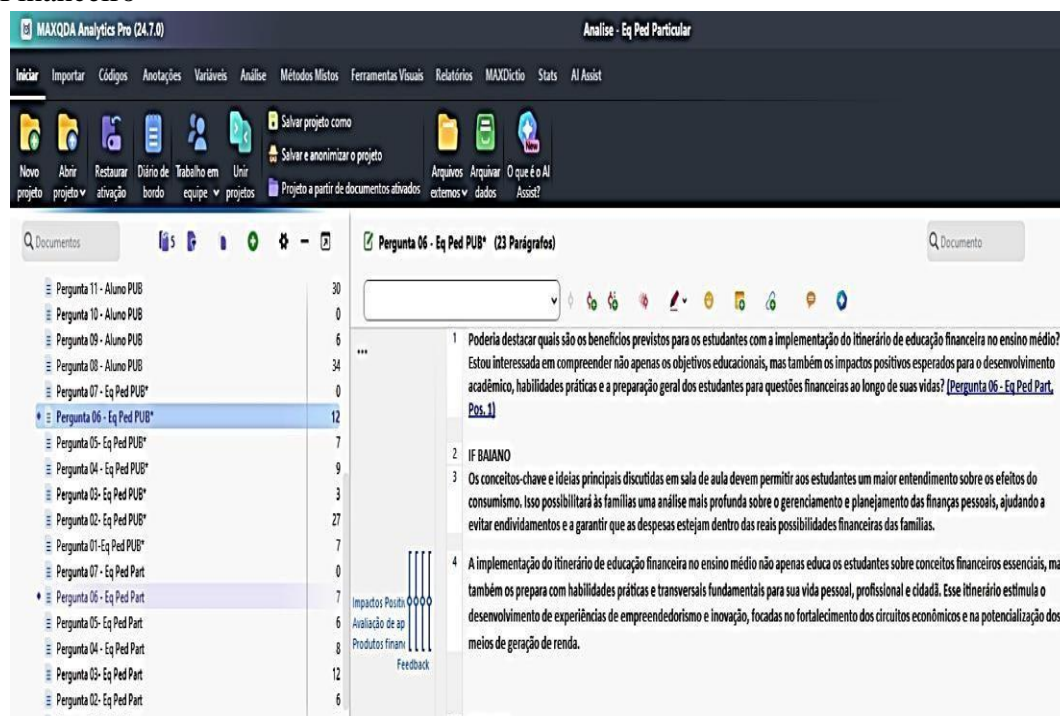 Financeiro
MAXQDA Analytics Pro (24.7.0)
Analise - Eq Ped Particular
Iniciar Importar Códigos Anotações Variáveis Análise Métodos Mistos Ferramentas Visuais Relatórios MAXDictio Stats AI Assist
Novo projeto
Abrir projeto
Restaurar ativação
Diário de bordo
Trabalho em equipe
Unir projetos
Salvar projeto como
Salvar e anonimizar o projeto
Projeto a partir de documentos ativados
Arquivos externos
Arquivar dados
New
O que é o AI Assist?
Documentos
5
Pergunta 11 - Aluno PUB 30
Pergunta 10 - Aluno PUB 0
Pergunta 09 - Aluno PUB 6
Pergunta 08 - Aluno PUB 34
Pergunta 07 - Eq Ped PUB* 0
Pergunta 06 - Eq Ped PUB* 12
Pergunta 05- Eq Ped PUB* 7
Pergunta 04 - Eq Ped PUB* 9
Pergunta 03- Eq Ped PUB* 3
Pergunta 02- Eq Ped PUB* 27
Pergunta 01-Eq Ped PUB* 7
Pergunta 07 - Eq Ped Part 0
Pergunta 06 - Eq Ped Part 7
Pergunta 05- Eq Ped Part 6
Pergunta 04 - Eq Ped Part 8
Pergunta 03- Eq Ped Part 12
Pergunta 02- Eq Ped Part 6
Pergunta 06 - Eq Ped PUB* (23 Parágrafos)
Documento
1 Poderia destacar quais são os benefícios previstos para os estudantes com a implementação do itinerário de educação financeira no ensino médio?
Estou interessada em compreender não apenas os objetivos educacionais, mas também os impactos positivos esperados para o desenvolvimento
acadêmico, habilidades práticas e a preparação geral dos estudantes para questões financeiras ao longo de suas vidas? (Pergunta 06 - Eq Ped Part,
Pos. 1)
2 IF BAIANO
3 Os conceitos-chave e ideias principais discutidas em sala de aula devem permitir aos estudantes um maior entendimento sobre os efeitos do
consumismo. Isso possibilitará às famílias uma análise mais profunda sobre o gerenciamento e planejamento das finanças pessoais, ajudando a
evitar endividamentos e a garantir que as despesas estejam dentro das reais possibilidades financeiras das famílias.
4 A implementação do itinerário de educação financeira no ensino médio não apenas educa os estudantes sobre conceitos financeiros essenciais, ma
também os prepara com habilidades práticas e transversais fundamentais para sua vida pessoal, profissional e cidadã. Esse itinerário estimula o
desenvolvimento de experiências de empreendedorismo e inovação, focadas no fortalecimento dos circuitos econômicos e na potencialização dos
meios de geração de renda.
Impactos Positiv
Avaliação de ap
Produtos finan
Feedback